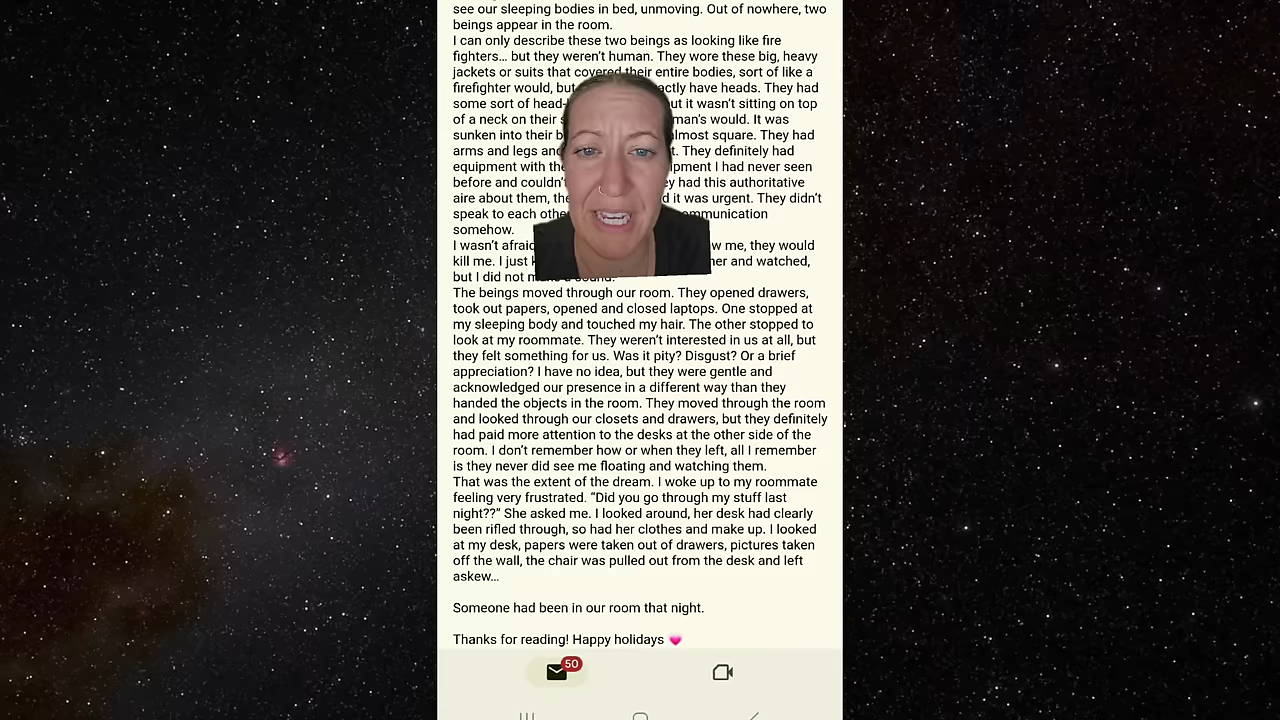 see our sleeping bodies in bed, unmoving. Out of nowhere, two
beings appear in the room.
I can only describe these two beings as looking like fire
fighters… but they weren't human. They wore these big, heavy
jackets or suits that covered their entire bodies, sort of like a
firefighter would, but actly have heads. They had
some sort of head- ut it wasn't sitting on top
of a neck on their man's would. It was
sunken into their almost square. They had
arms and legs and They definitely had
equipment with the ipment I had never seen
before and couldn't ey had this authoritative
aire about them, the d it was urgent. They didn't
speak to each othe ommunication
somehow.
I wasn't afraid w me, they would
kill me. I just her and watched,
but I did not make a sound.
The beings moved through our room. They opened drawers,
took out papers, opened and closed laptops. One stopped at
my sleeping body and touched my hair. The other stopped to
look at my roommate. They weren't interested in us at all, but
they felt something for us. Was it pity? Disgust? Or a brief
appreciation? I have no idea, but they were gentle and
acknowledged our presence in a different way than they
handed the objects in the room. They moved through the room
and looked through our closets and drawers, but they definitely
had paid more attention to the desks at the other side of the
room. I don't remember how or when they left, all I remember
is they never did see me floating and watching them.
That was the extent of the dream. I woke up to my roommate
feeling very frustrated. “Did you go through my stuff last
night??” She asked me. I looked around, her desk had clearly
been rifled through, so had her clothes and make up. I looked
at my desk, papers were taken out of drawers, pictures taken
off the wall, the chair was pulled out from the desk and left
askew…
Someone had been in our room that night.
Thanks for reading! Happy holidays 💗
50